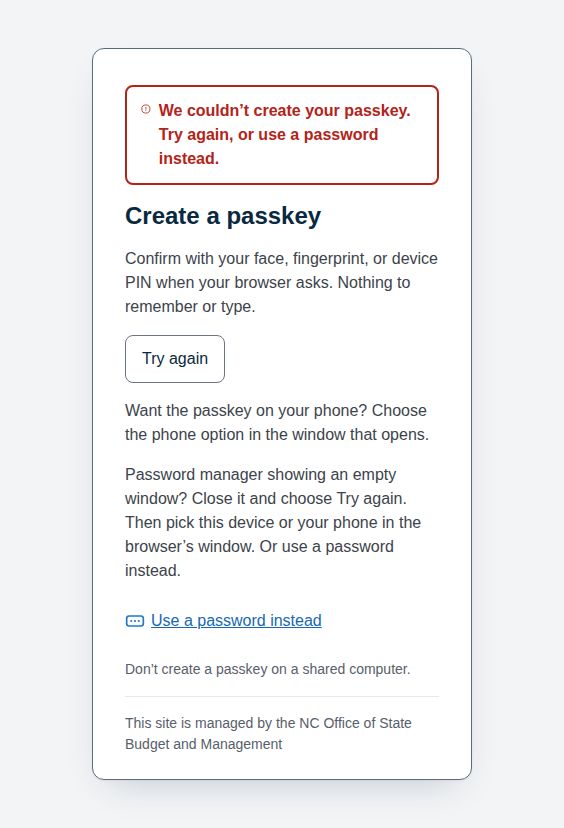 We couldn’t create your passkey.
Try again, or use a password
instead.
Create a passkey
Confirm with your face, fingerprint, or device
PIN when your browser asks. Nothing to
remember or type.
Try again
Want the passkey on your phone? Choose
the phone option in the window that opens.
Password manager showing an empty
window? Close it and choose Try again.
Then pick this device or your phone in the
browser’s window. Or use a password
instead.
Use a password instead
Don’t create a passkey on a shared computer.
This site is managed by the NC Office of State
Budget and Management